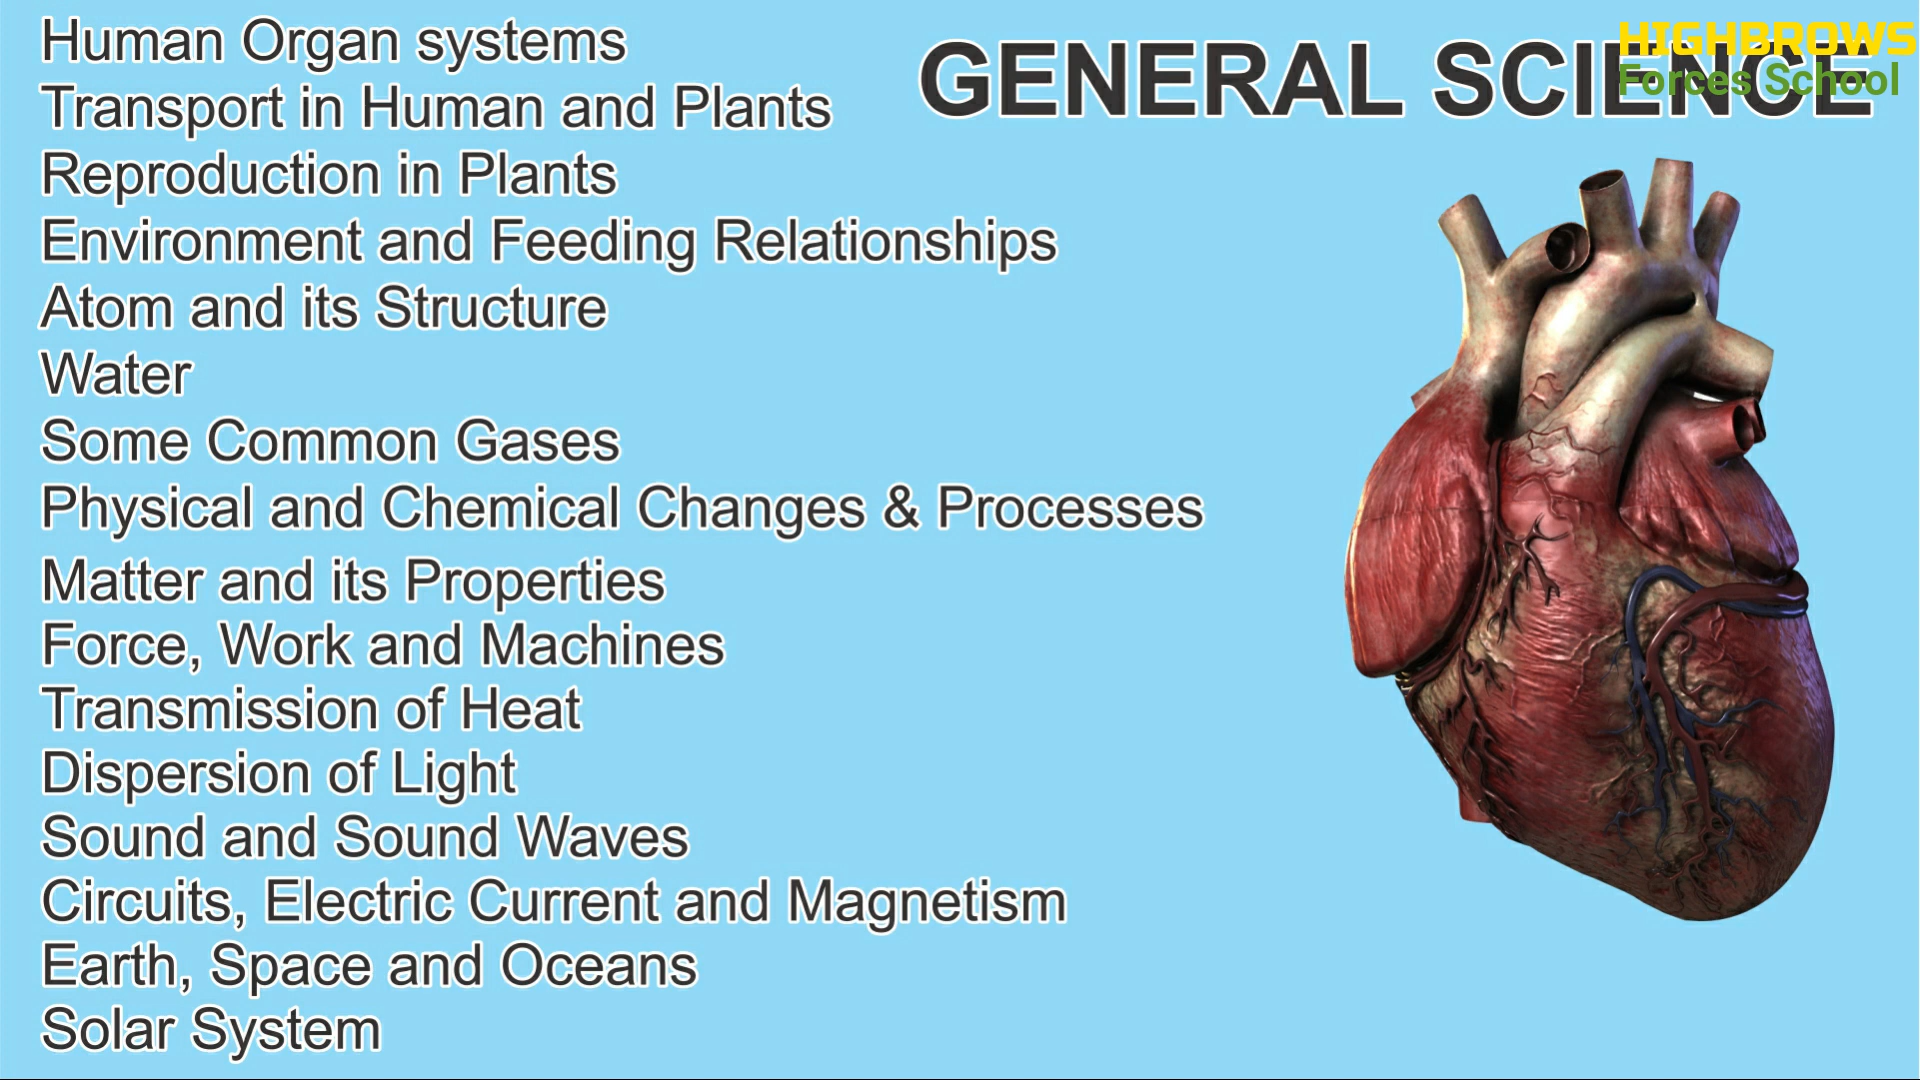 Human Organ systems
Transport in Human and Plants
Reproduction in Plants
Environment and Feeding Relationships
Atom and its Structure
Water
Some Common Gases
Physical and Chemical Changes & Processes
Matter and its Properties
Force, Work and Machines
Transmission of Heat
Dispersion of Light
Sound and Sound Waves
Circuits, Electric Current and Magnetism
Earth, Space and Oceans
Solar System
GENERAL SCIENCE
HIGHBROWS
Forces School